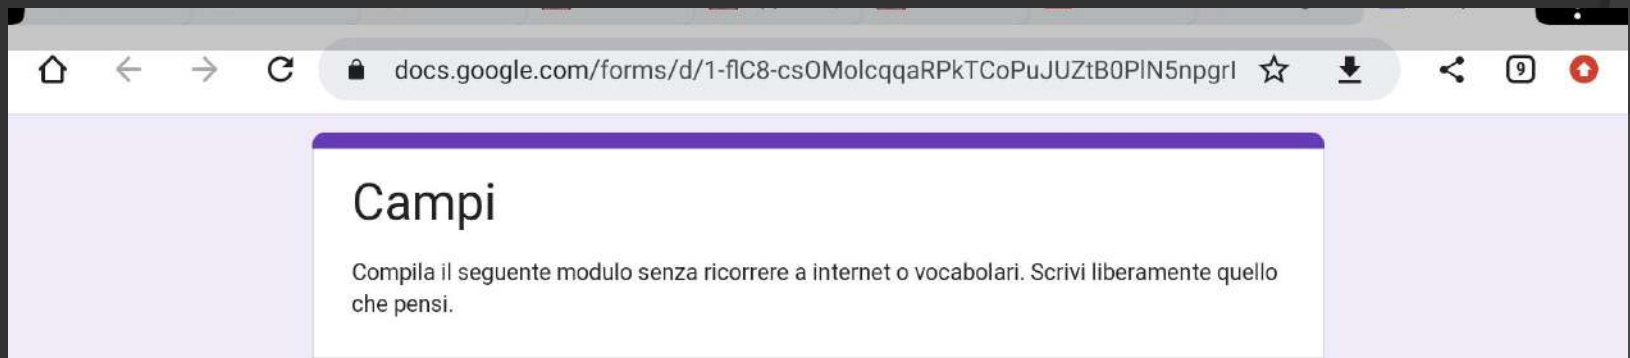 docs.google.com/forms/d/1-flC8-csOMolcqqaRPkTCoPuJUZtB0PlN5npgrI
9
Campi
Compila il seguente modulo senza ricorrere a internet o vocabolari. Scrivi liberamente quello
che pensi.